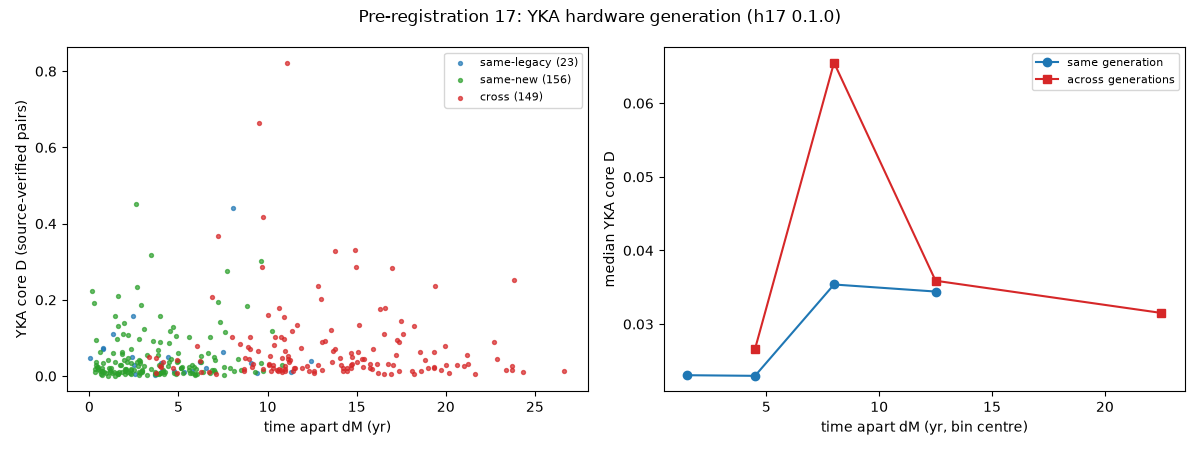 Pre-registration 17: YKA hardware generation (h17 0.1.0)
YKA core D (source-verified pairs)
0.8
0.6
0.4
0.2
0.0
same-legacy (23)
same-new (156)
cross (149)
0 5 10 15 20 25
time apart dM (yr)
median YKA core D
0.06
0.05
0.04
0.03
same generation
across generations
5 10 15 20
time apart dM (yr, bin centre)